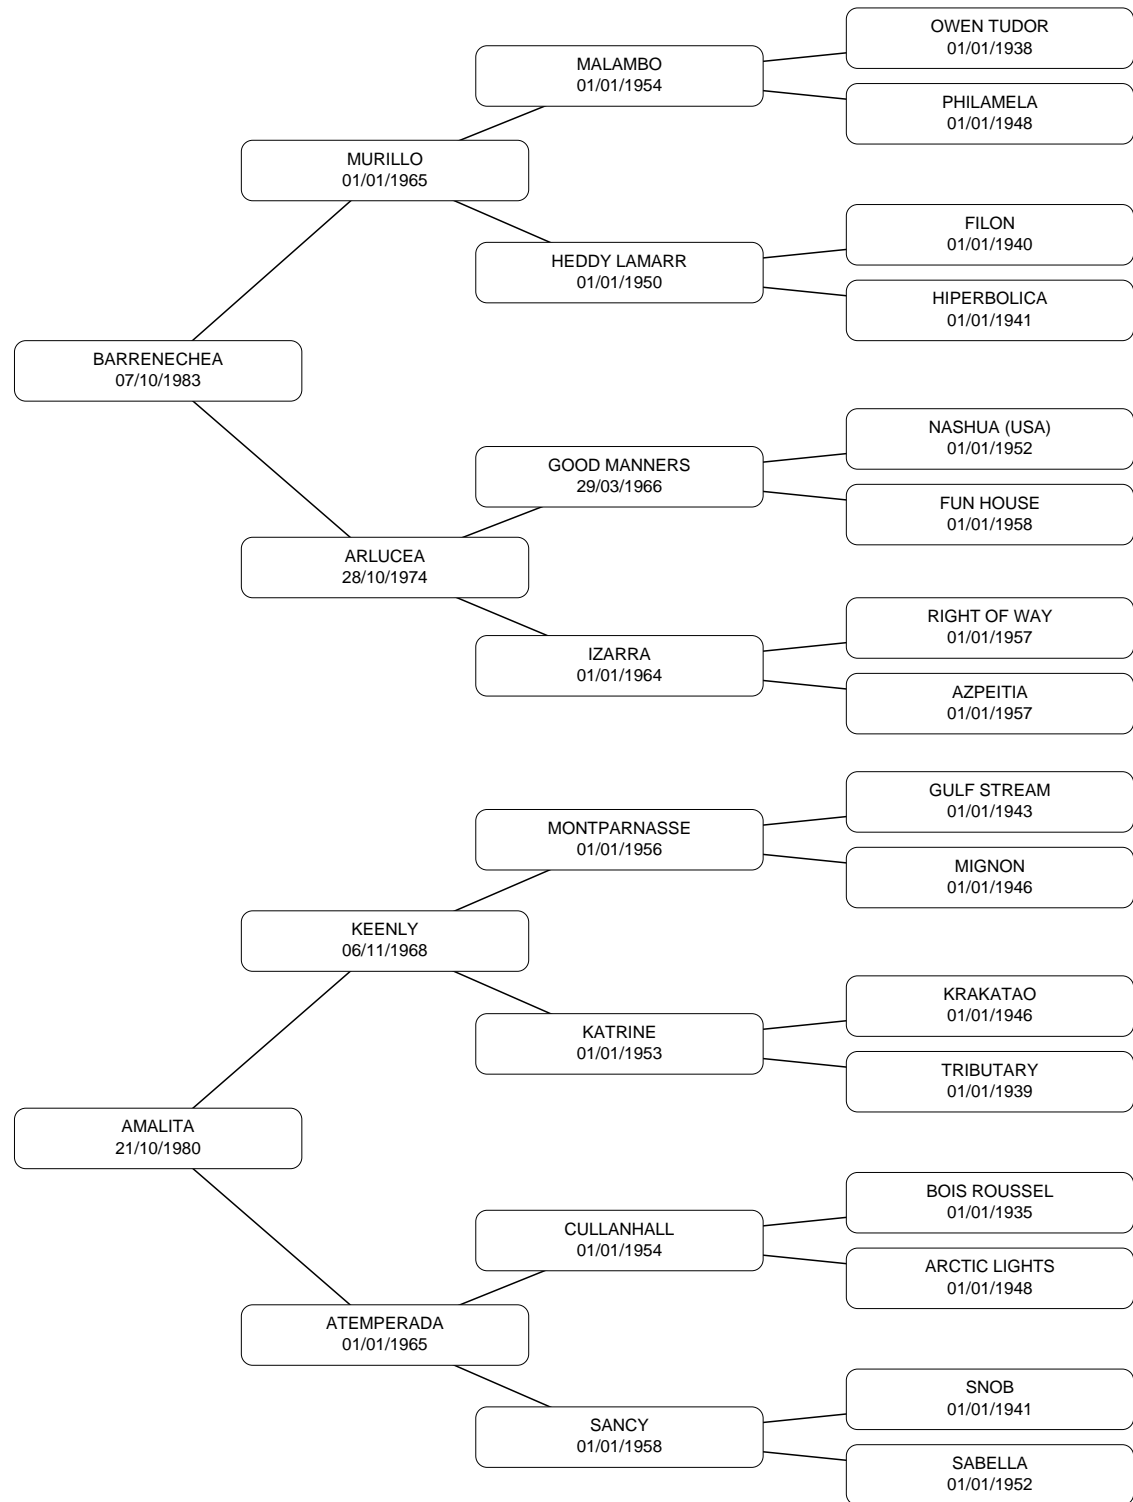 OWEN TUDOR
01/01/1938
MALAMBO
01/01/1954
PHILAMELA
01/01/1948
MURILLO
01/01/1965
FILON
01/01/1940
HEDDY LAMARR
01/01/1950
HIPERBOLICA
01/01/1941
BARRENECHEA
07/10/1983
NASHUA (USA)
01/01/1952
GOOD MANNERS
29/03/1966
FUN HOUSE
01/01/1958
ARLUCEA
28/10/1974
RIGHT OF WAY
01/01/1957
IZARRA
01/01/1964
AZPEITIA
01/01/1957
GULF STREAM
01/01/1943
MONTPARNASSE
01/01/1956
MIGNON
01/01/1946
KEENLY
06/11/1968
KRAKATAO
01/01/1946
KATRINE
01/01/1953
TRIBUTARY
01/01/1939
AMALITA
21/10/1980
BOIS ROUSSEL
01/01/1935
CULLANHALL
01/01/1954
ARCTIC LIGHTS
01/01/1948
ATEMPERADA
01/01/1965
SNOB
01/01/1941
SANCY
01/01/1958
SABELLA
01/01/1952